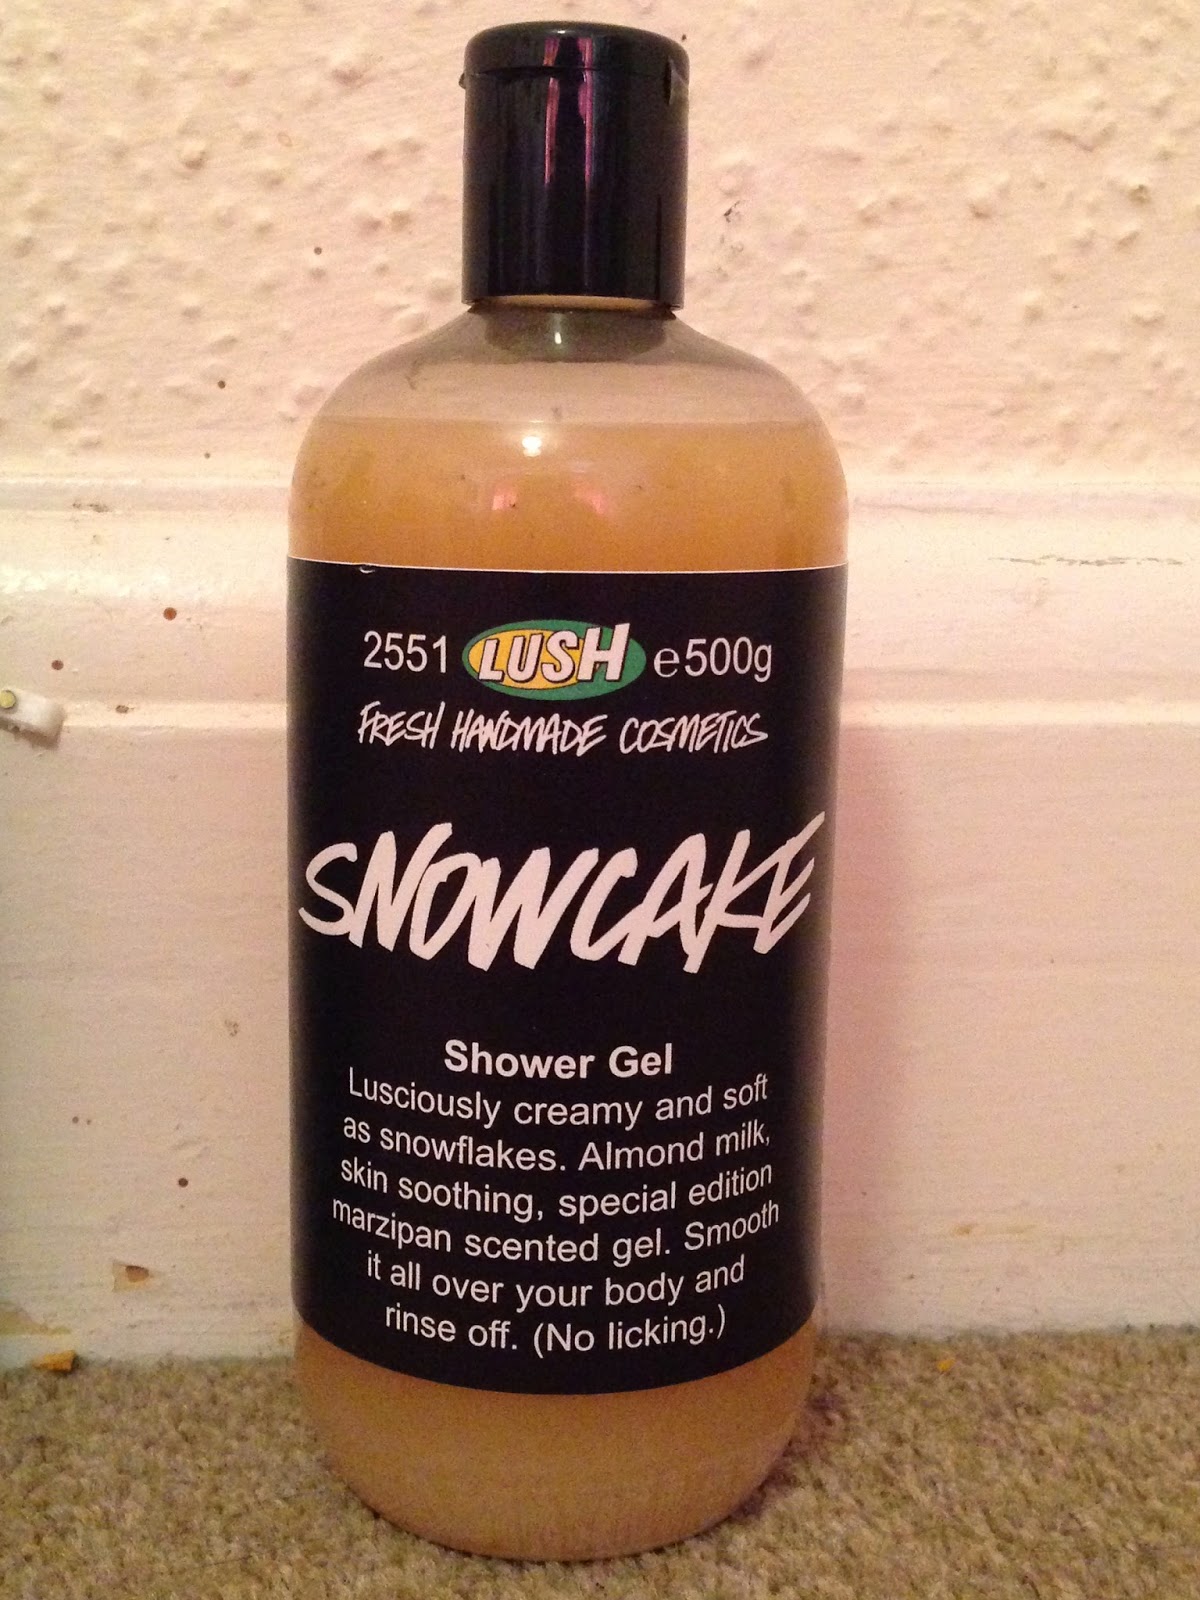 2551 LUSH e500g
FRESH HANDMADE COSMETICS
SNOWCAKE
Shower Gel
Lusciously creamy and soft
as snowflakes. Almond milk,
skin soothing, special edition
marzipan scented gel. Smooth
it all over your body and
rinse off. (No licking.)